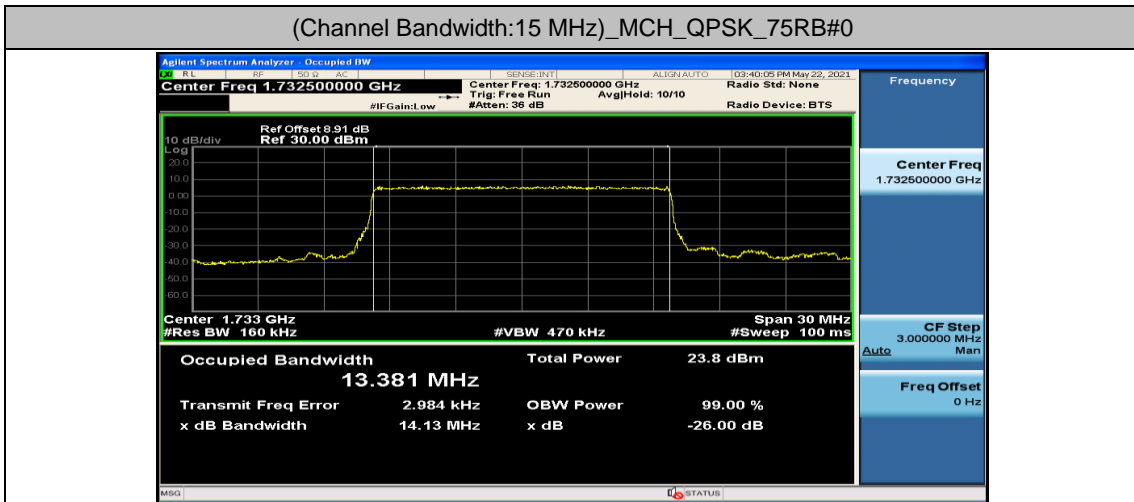 (Channel Bandwidth:15 MHz)_MCH_QPSK_75RB#0
Agilent Spectrum Analyzer - Occupied BW
LXI RL RF 50 Ω AC SENSE:INT ALIGN AUTO 03:40:05 PM May 22, 2021
Center Freq 1.732500000 GHz
Center Freq: 1.732500000 GHz Radio Std: None
Trig: Free Run Avg|Hold: 10/10
#IFGain:Low #Atten: 36 dB Radio Device: BTS
Ref Offset 8.91 dB
10 dB/div Ref 30.00 dBm
Log
20.0
10.0
0.00
-10.0
-20.0
-30.0
-40.0
-50.0
-60.0
Center 1.733 GHz Span 30 MHz
#Res BW 160 kHz #VBW 470 kHz #Sweep 100 ms
Occupied Bandwidth Total Power 23.8 dBm
13.381 MHz
Transmit Freq Error 2.984 kHz OBW Power 99.00 %
x dB Bandwidth 14.13 MHz x dB -26.00 dB
Frequency
Center Freq
1.732500000 GHz
CF Step
3.000000 MHz
Auto Man
Freq Offset
0 Hz
MSG STATUS